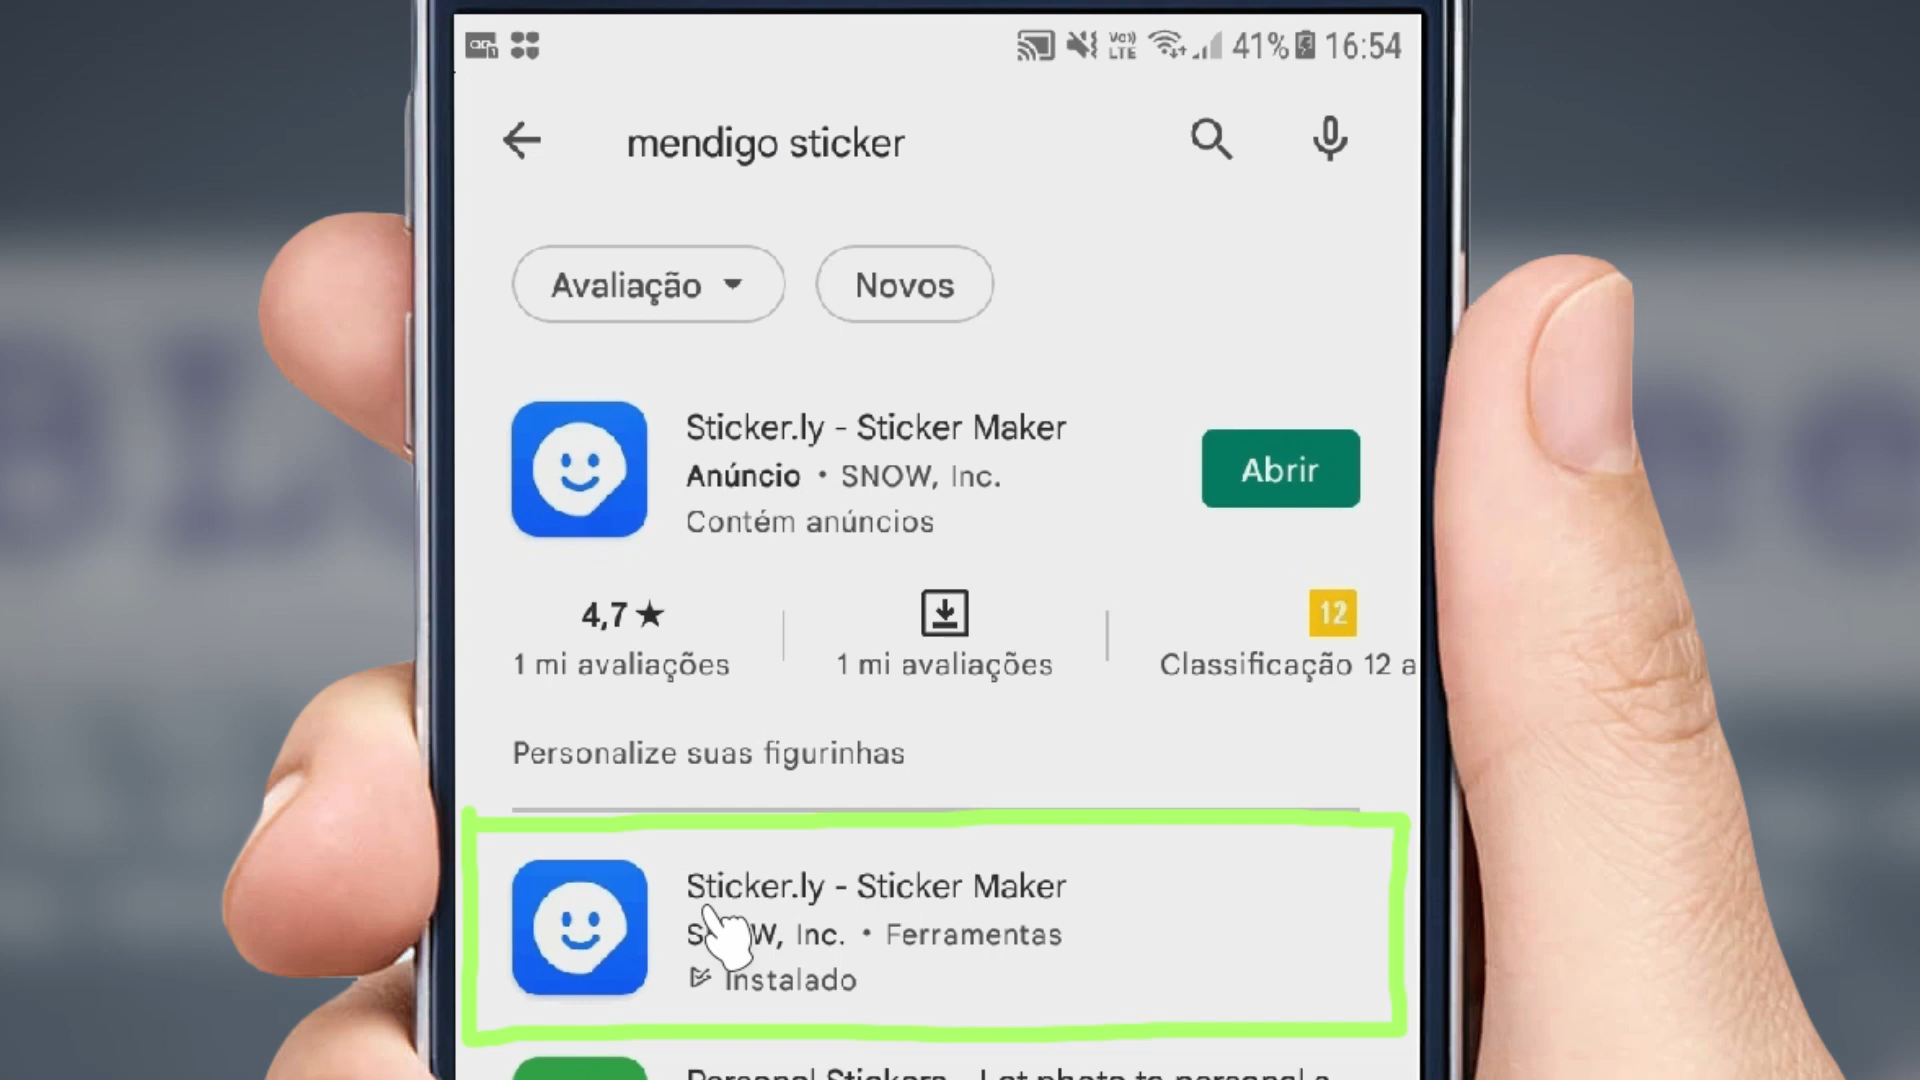 Vo)) LTE 41% 16:54
mendigo sticker
Avaliação Novos
Sticker.ly - Sticker Maker
Anúncio • SNOW, Inc.
Contém anúncios
Abrir
4,7 ★
12
1 mi avaliações 1 mi avaliações Classificação 12 a
Personalize suas figurinhas
Sticker.ly - Sticker Maker
Inc. • Ferramentas
Instalado
Personal Stickers - Let photo to personal s